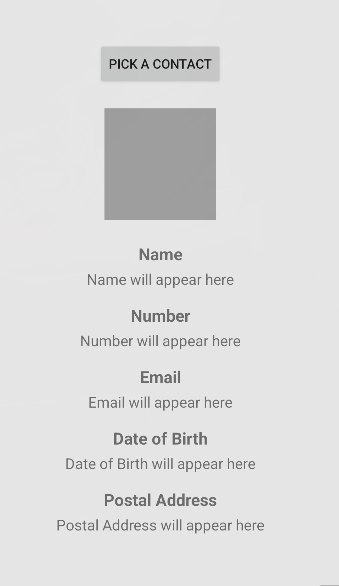 PICK A CONTACT
Name
Name will appear here
Number
Number will appear here
Email
Email will appear here
Date of Birth
Date of Birth will appear here
Postal Address
Postal Address will appear here